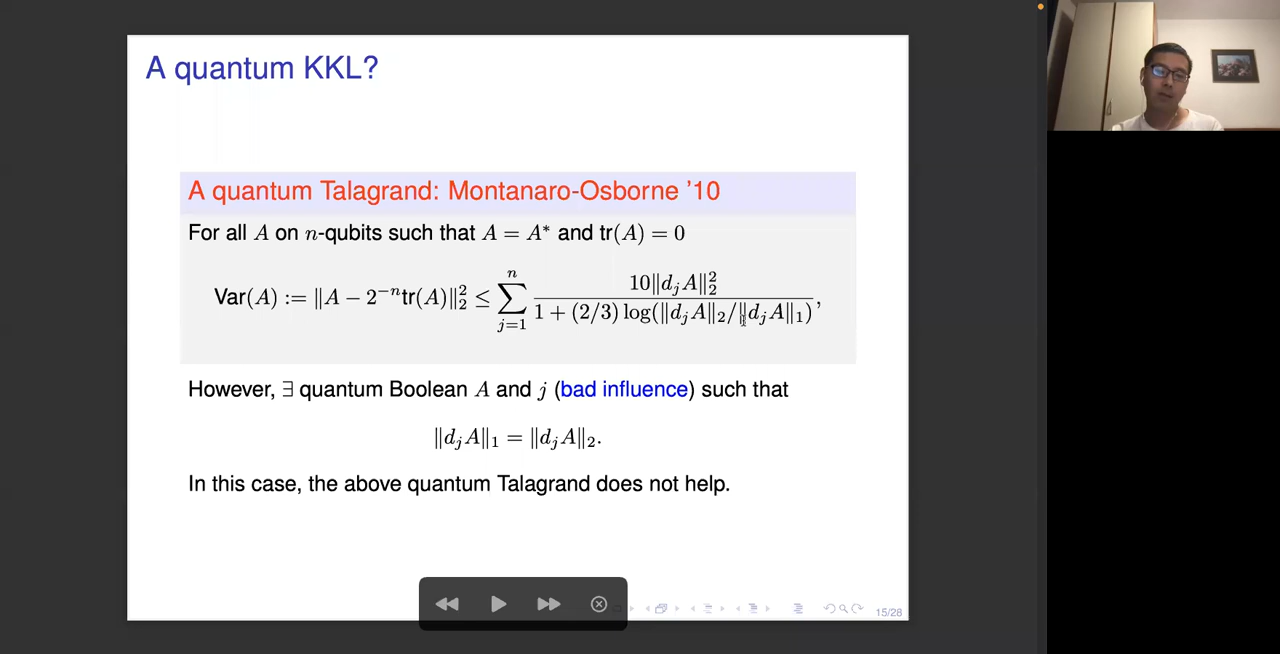 A quantum KKL?
A quantum Talagrand: Montanaro-Osborne '10
For all A on n-qubits such that A = A* and tr(A) = 0
Var(A) := ‖A − 2⁻ⁿtr(A)‖₂² ≤ ∑ⱼ₌₁ⁿ 10‖dⱼA‖₂² / (1 + (2/3) log(‖dⱼA‖₂/‖dⱼA‖₁)),
However, ∃ quantum Boolean A and j (bad influence) such that
‖dⱼA‖₁ = ‖dⱼA‖₂.
In this case, the above quantum Talagrand does not help.
15/28